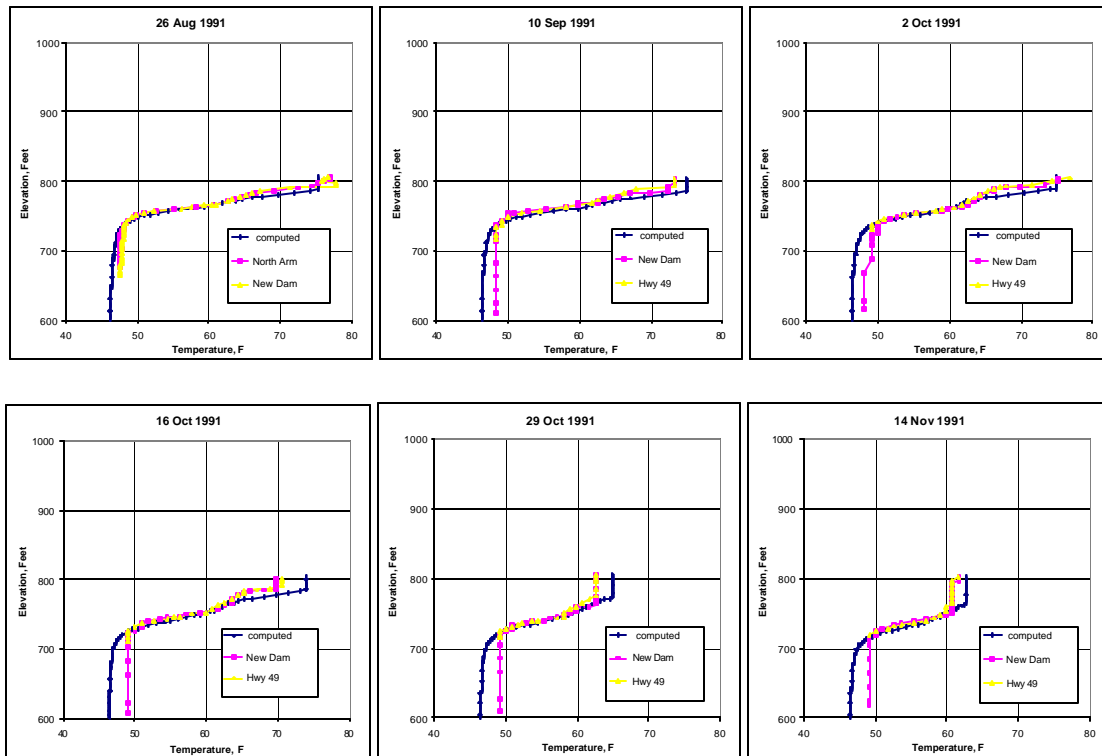 26 Aug 1991
1000
900
800
700
600
40 50 60 70 80
Elevation, Feet
Temperature, F
computed
North Arm
New Dam
10 Sep 1991
1000
900
800
700
600
40 50 60 70 80
Elevation, Feet
Temperature, F
computed
New Dam
Hwy 49
2 Oct 1991
1000
900
800
700
600
40 50 60 70 80
Elevation, Feet
Temperature, F
computed
New Dam
Hwy 49
16 Oct 1991
1000
900
800
700
600
40 50 60 70 80
Elevation, Feet
Temperature, F
computed
New Dam
Hwy 49
29 Oct 1991
1000
900
800
700
600
40 50 60 70 80
Elevation, Feet
Temperature, F
computed
New Dam
Hwy 49
14 Nov 1991
1000
900
800
700
600
40 50 60 70 80
Elevation, Feet
Temperature, F
computed
New Dam
Hwy 49